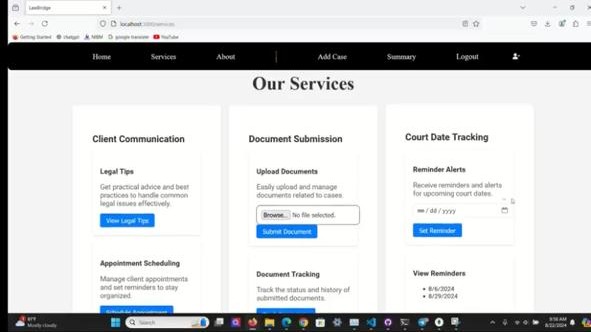 LawBridge
localhost:3000/services
Getting Started
chatgpt
NIBM
google translate
YouTube
Home
Services
About
Add Case
Summary
Logout
Our Services
Client Communication
Legal Tips
Get practical advice and best
practices to handle common
legal issues effectively.
View Legal Tips
Appointment Scheduling
Manage client appointments
and set reminders to stay
organized.
Schedule Appointment
Document Submission
Upload Documents
Easily upload and manage
documents related to cases.
Browse... No file selected.
Submit Document
Document Tracking
Track the status and history of
submitted documents.
Court Date Tracking
Reminder Alerts
Receive reminders and alerts
for upcoming court dates.
mm / dd / yyyy
Set Reminder
View Reminders
8/6/2024
8/29/2024
Mostly cloudy
Search
9:56 AM
8/22/2024